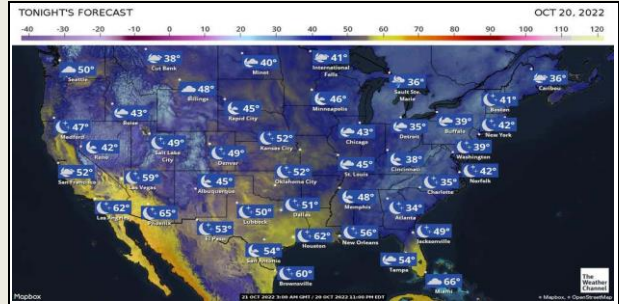 TONIGHT'S FORECAST
OCT 20, 2022
-40 -30 -20 -10 0 10 20 30 40 50 60 70 80 90 100 110 120
50°
Seattle
38°
Cut Bank
40°
Minot
41°
International
Falls
36°
Sault Ste.
Marie
36°
Caribou
48°
Billings
46°
Minneapolis
41°
Boston
43°
Boise
45°
Rapid City
39°
Buffalo
42°
New York
47°
Medford
42°
Reno
49°
Salt Lake
City
49°
Denver
52°
Kansas City
43°
Chicago
35°
Detroit
39°
Washington
52°
San Francisco
59°
Las Vegas
45°
Albuquerque
52°
Oklahoma City
45°
St. Louis
38°
Cincinnati
42°
Norfolk
35°
Charlotte
62°
Los Angeles
65°
Phoenix
50°
Lubbock
51°
Dallas
48°
Memphis
34°
Atlanta
53°
El Paso
54°
San Antonio
62°
Houston
56°
New Orleans
49°
Jacksonville
60°
Brownsville
54°
Tampa
66°
Miami
The
Weather
Channel
Mapbox
21 OCT 2022 3:00 AM GMT / 20 OCT 2022 11:00 PM EDT
© Mapbox, © OpenStreetMap